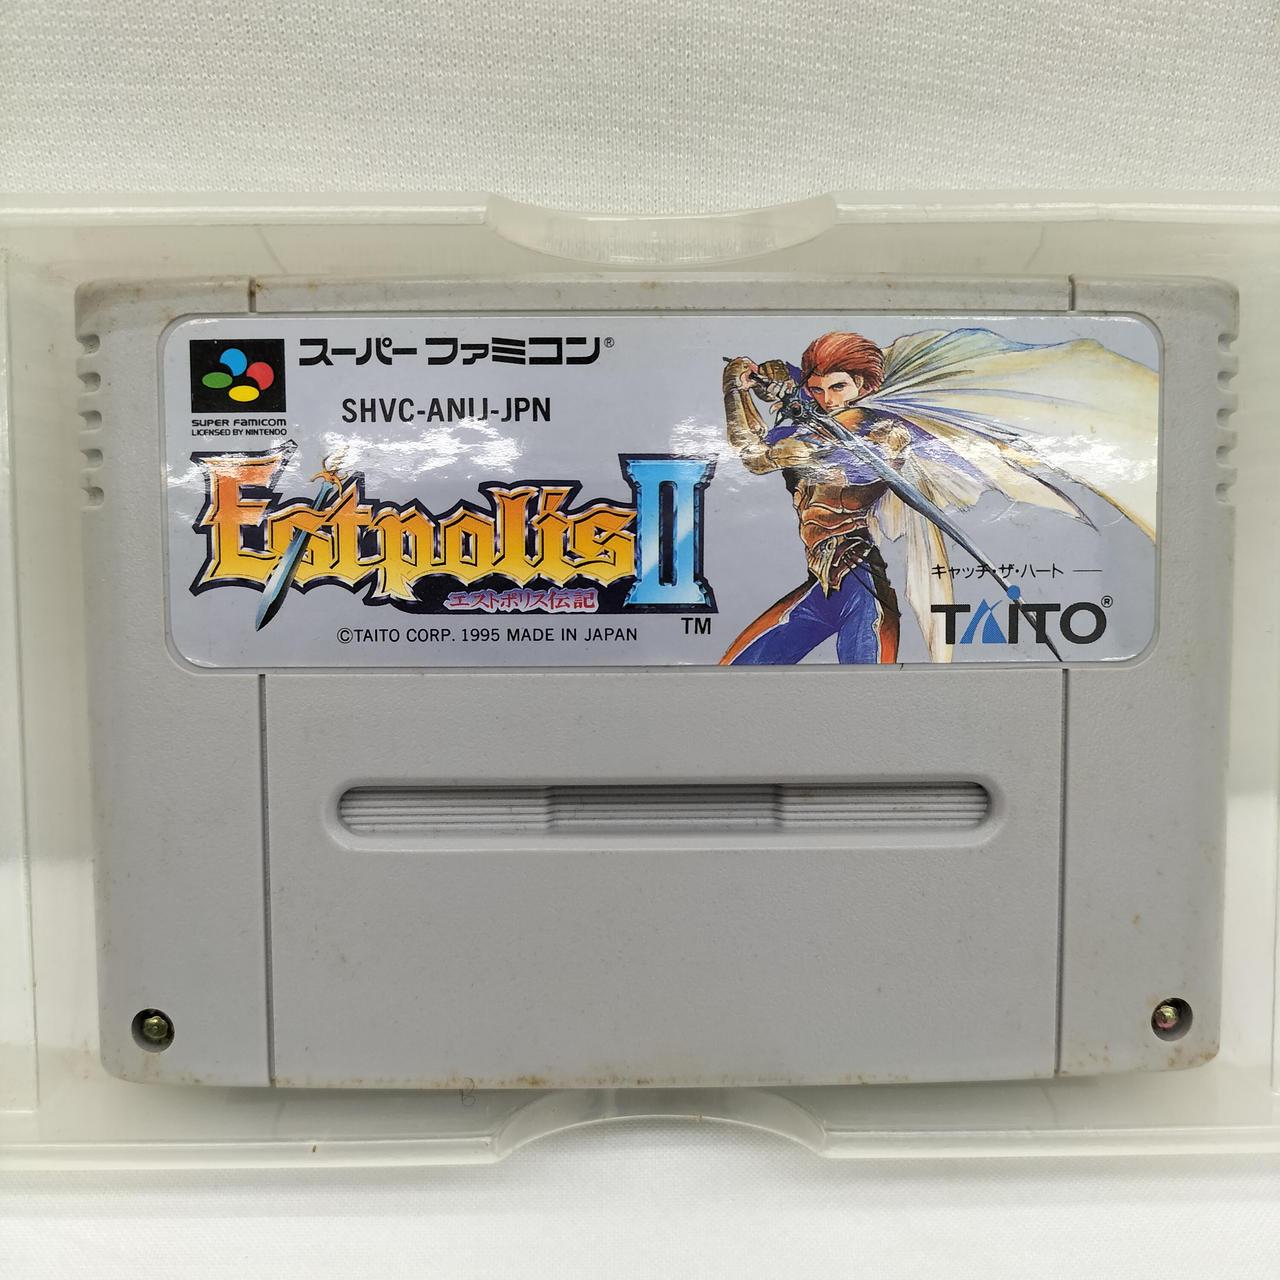 スーパーファミコン®
SUPER FAMICOM
LICENSED BY NINTENDO
SHVC-ANIJ-JPN
Estpolis II
エストポリス伝記
TM
©TAITO CORP. 1995 MADE IN JAPAN
キャッチ・ザ・ハート
TAITO®